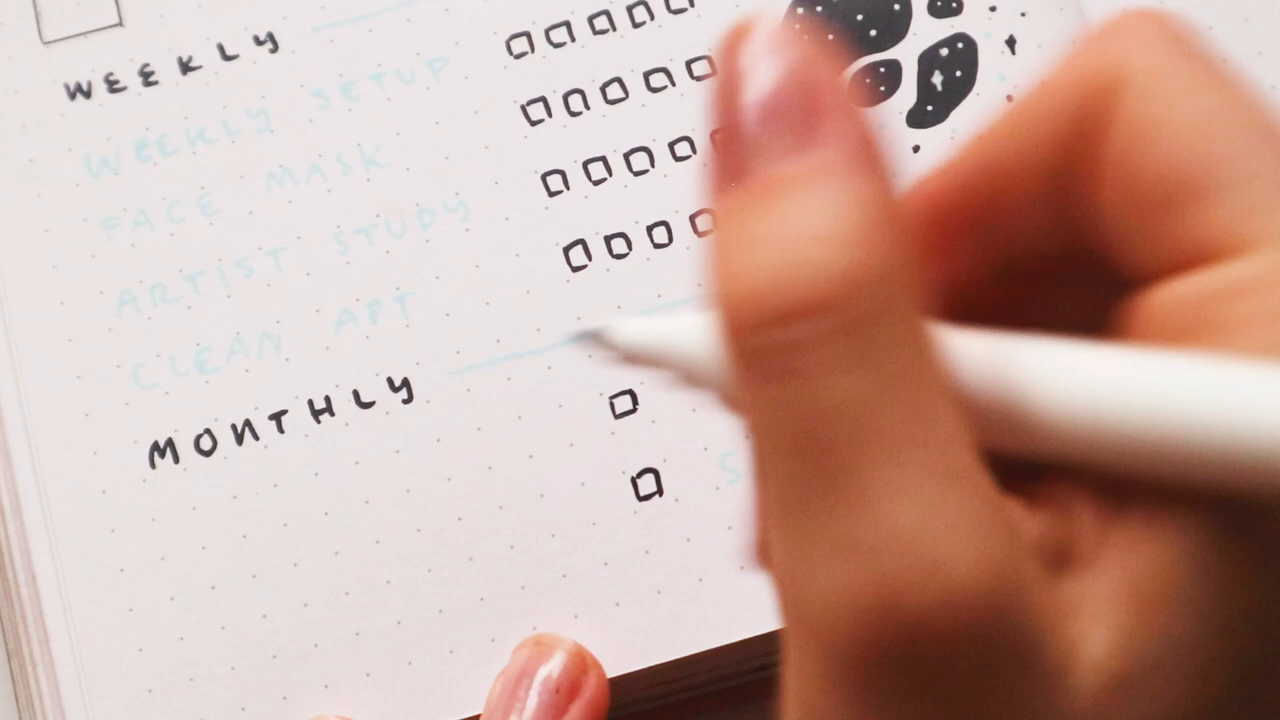 WEEKLY
WEEKLY SETUP
FACE MASK
ARTIST STUDY
CLEAN APT
MONTHLY
S